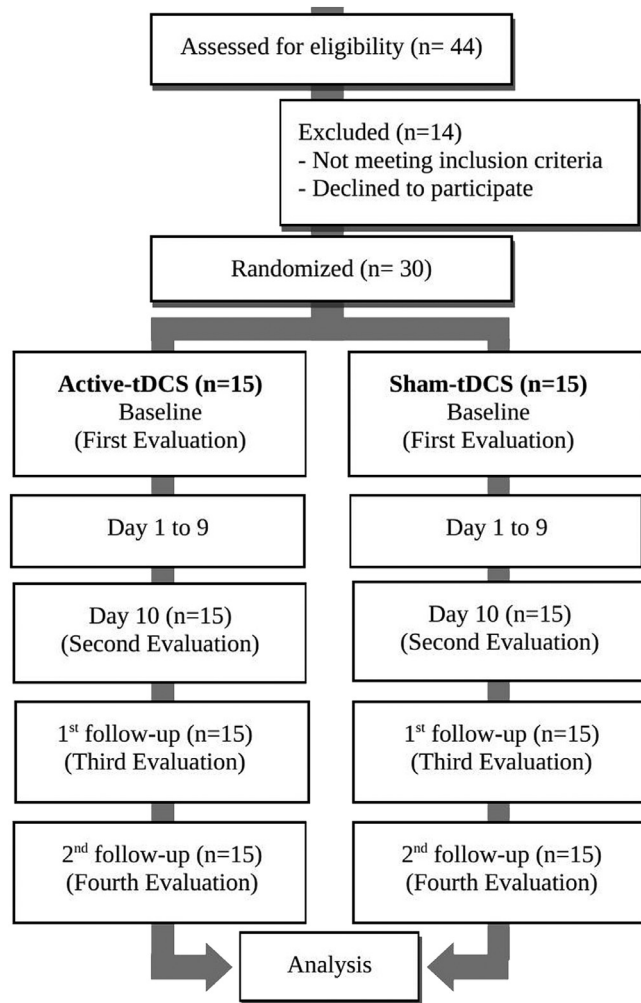 Assessed for eligibility (n= 44)
Excluded (n=14)
- Not meeting inclusion criteria
- Declined to participate
Randomized (n= 30)
Active-tDCS (n=15)
Baseline
(First Evaluation)
Day 1 to 9
Day 10 (n=15)
(Second Evaluation)
1st follow-up (n=15)
(Third Evaluation)
2nd follow-up (n=15)
(Fourth Evaluation)
Sham-tDCS (n=15)
Baseline
(First Evaluation)
Day 1 to 9
Day 10 (n=15)
(Second Evaluation)
1st follow-up (n=15)
(Third Evaluation)
2nd follow-up (n=15)
(Fourth Evaluation)
Analysis